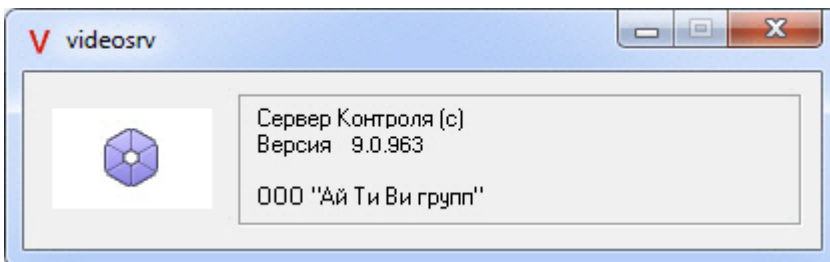 V videosrv
Сервер Контроля (c)
Версия 9.0.963
ООО "Ай Ти Ви групп"